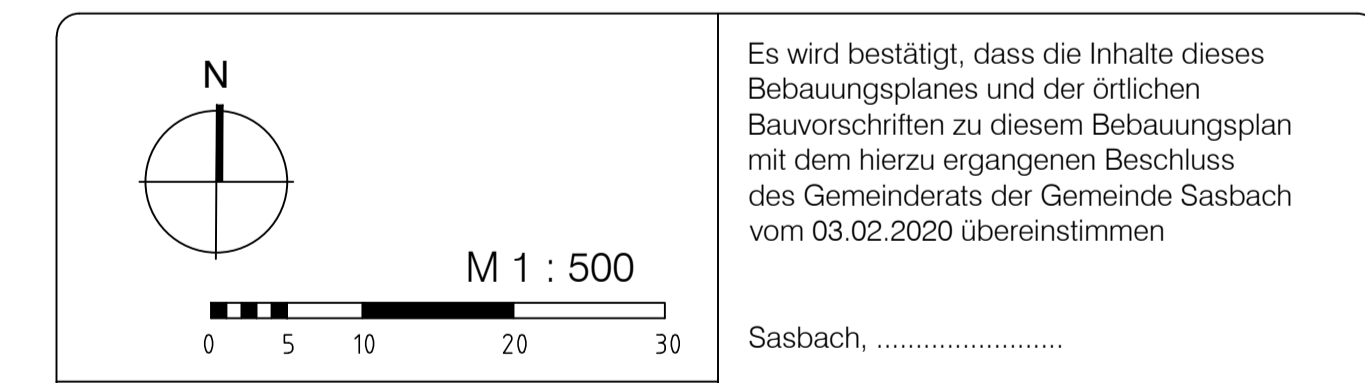 N
M 1 : 500
0 5 10 20 30
Es wird bestätigt, dass die Inhalte dieses
Bebauungsplanes und der örtlichen
Bauvorschriften zu diesem Bebauungsplan
mit dem hierzu ergangenen Beschluss
des Gemeinderats der Gemeinde Sasbach
vom 03.02.2020 übereinstimmen
Sasbach, ........................